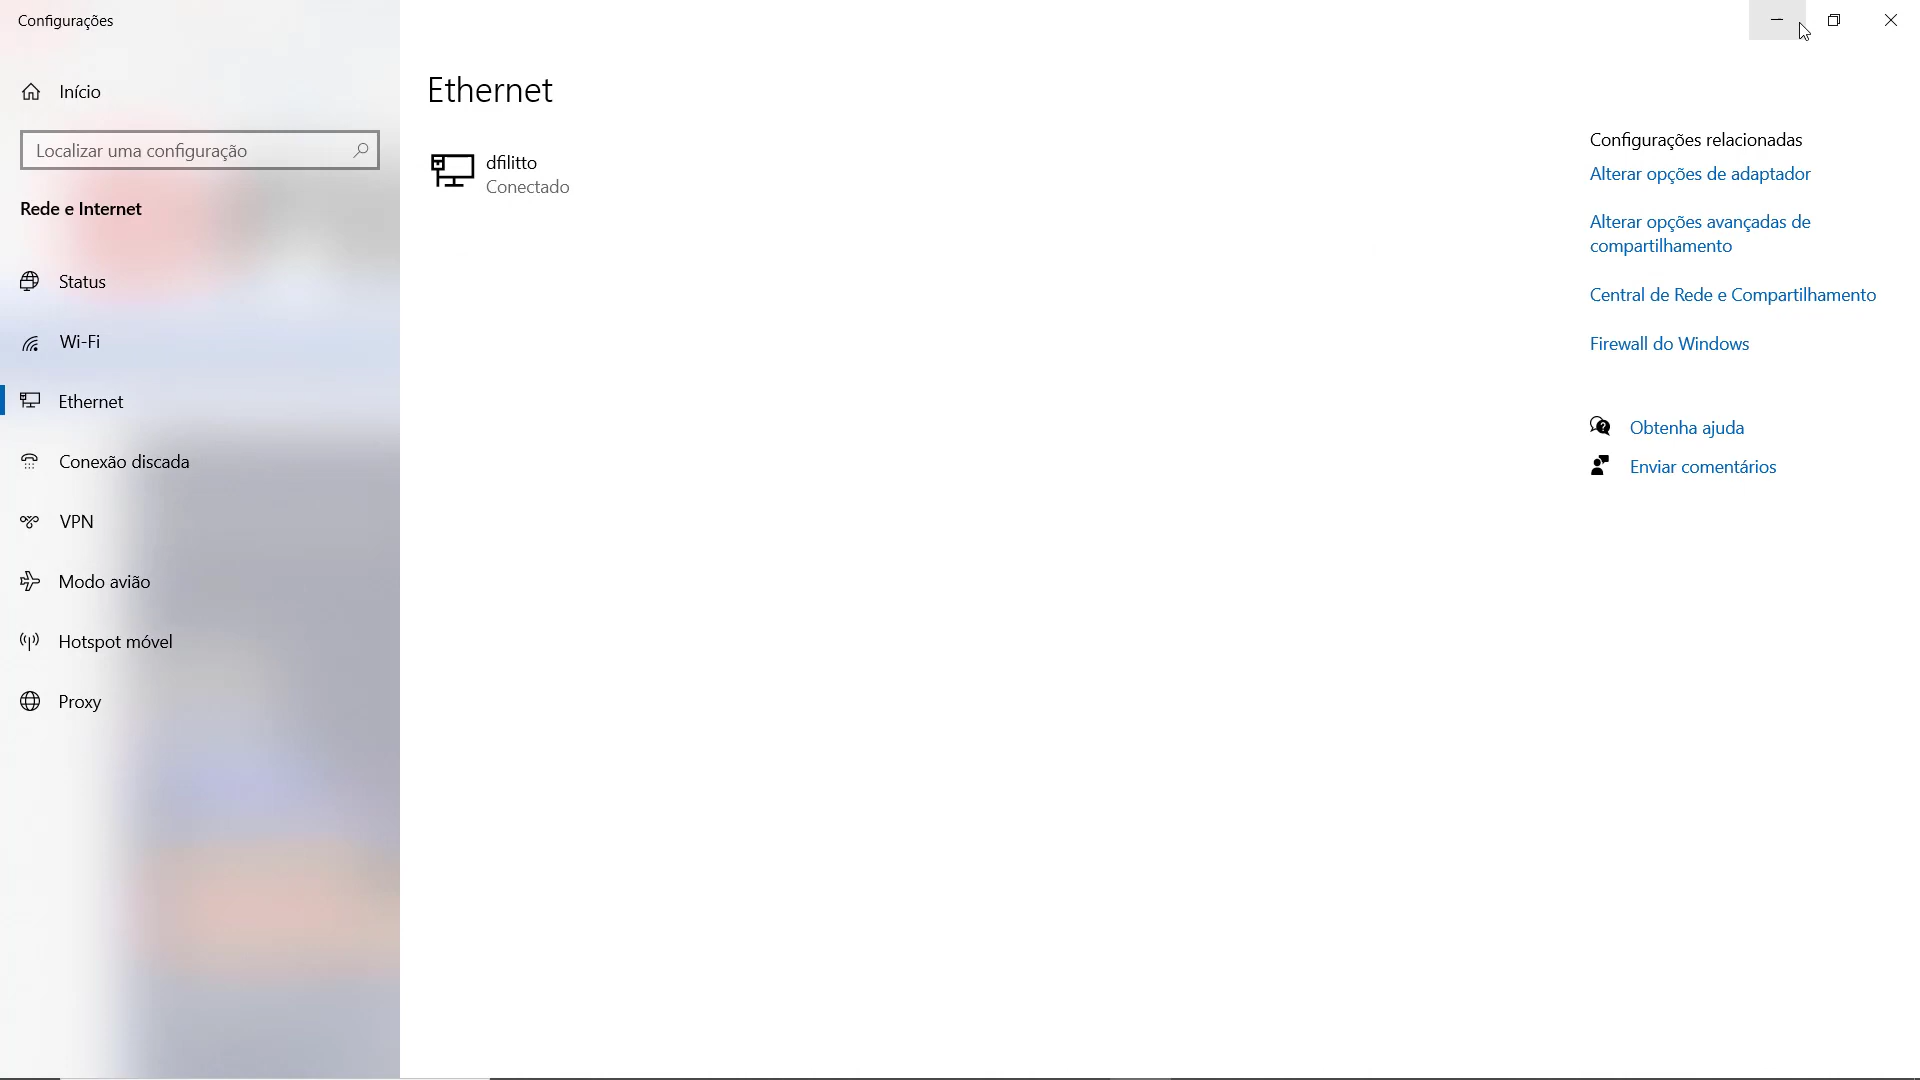 Configurações
Início
Localizar uma configuração
Rede e Internet
Status
Wi-Fi
Ethernet
Conexão discada
VPN
Modo avião
Hotspot móvel
Proxy
Ethernet
dfilitto
Conectado
Configurações relacionadas
Alterar opções de adaptador
Alterar opções avançadas de
compartilhamento
Central de Rede e Compartilhamento
Firewall do Windows
Obtenha ajuda
Enviar comentários